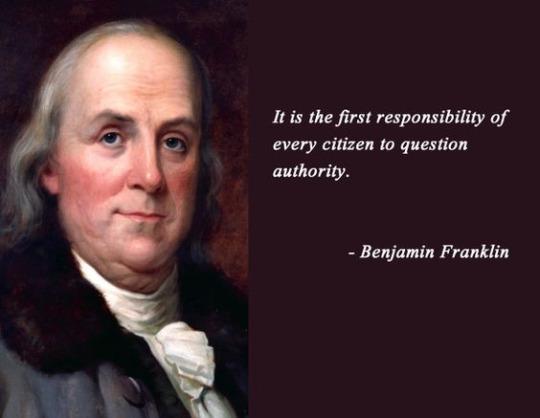 It is the first responsibility of
every citizen to question
authority.
- Benjamin Franklin